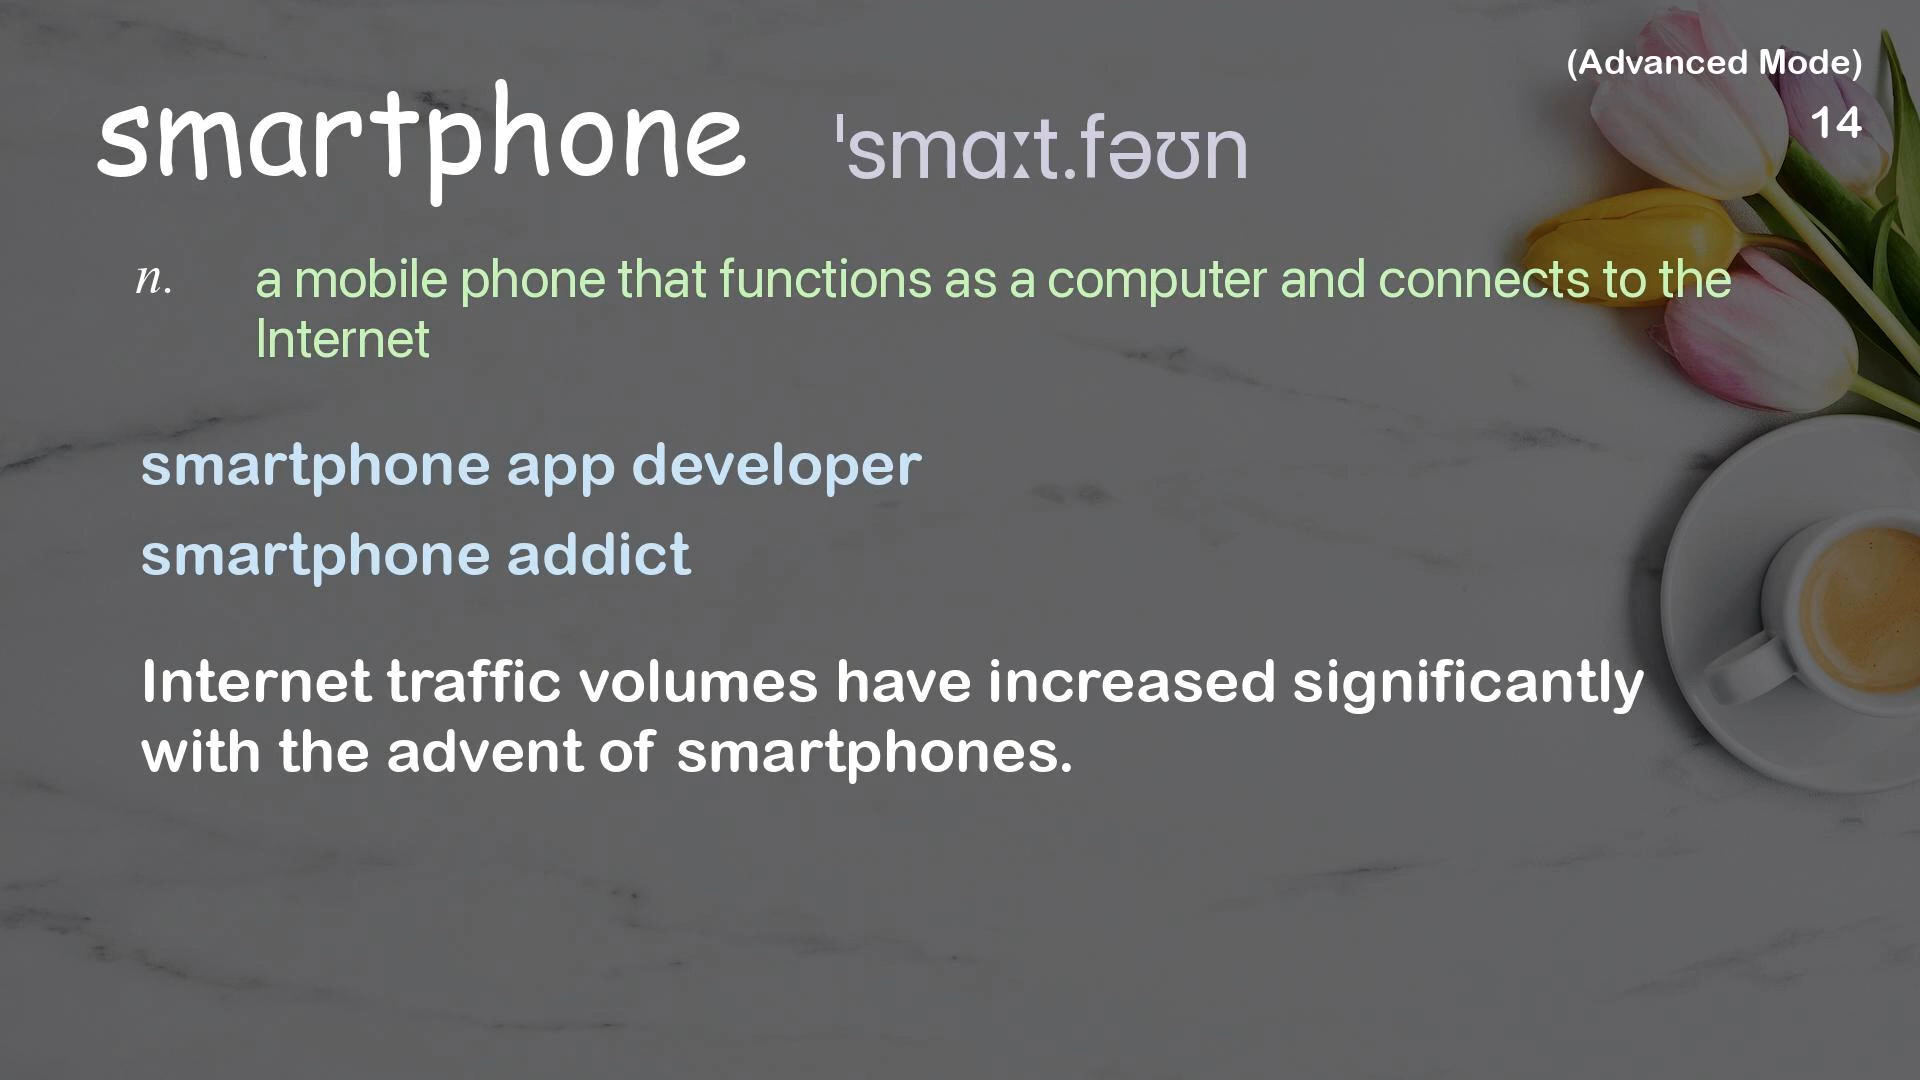 (Advanced Mode)
smartphone ˈsmɑːt.fəʊn
14
n. a mobile phone that functions as a computer and connects to the
Internet
smartphone app developer
smartphone addict
Internet traffic volumes have increased significantly
with the advent of smartphones.